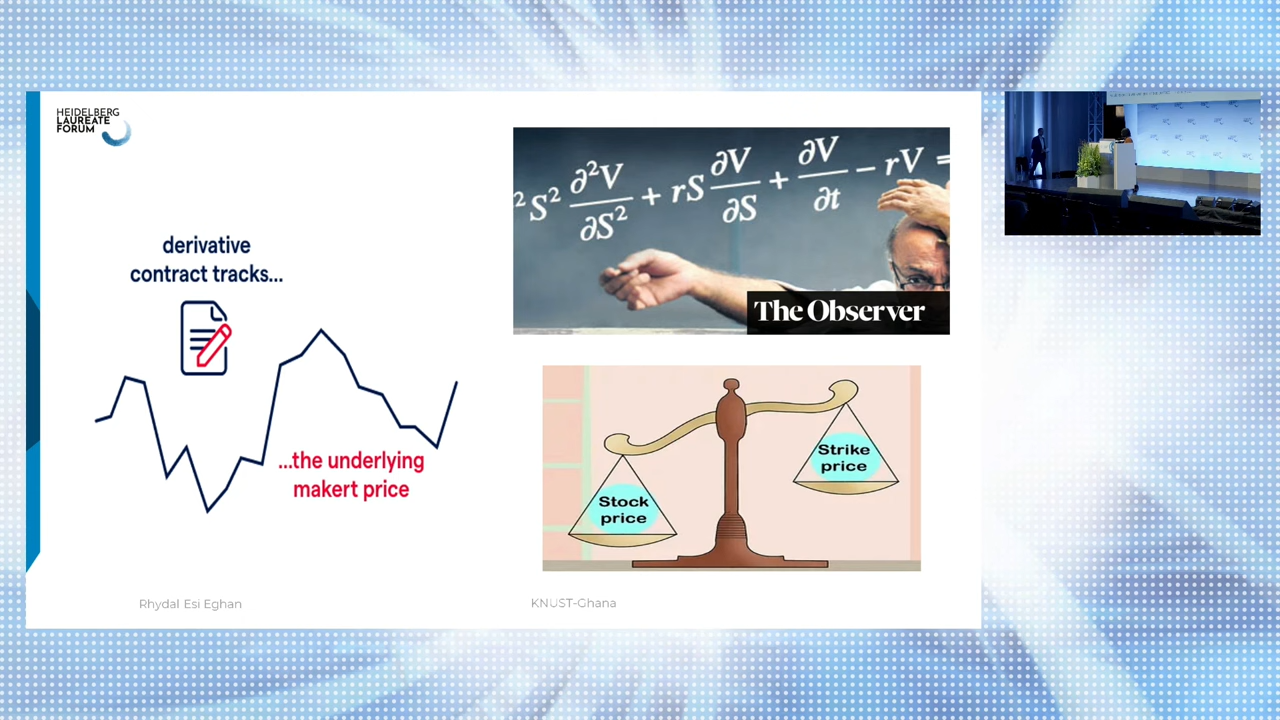 HEIDELBERG
LAUREATE
FORUM
derivative
contract tracks...
...the underlying
makert price
²S² ∂²V/∂S² + rS ∂V/∂S + ∂V/∂t − rV =
The Observer
Strike
price
Stock
price
Rhydal Esi Eghan
KNUST-Ghana